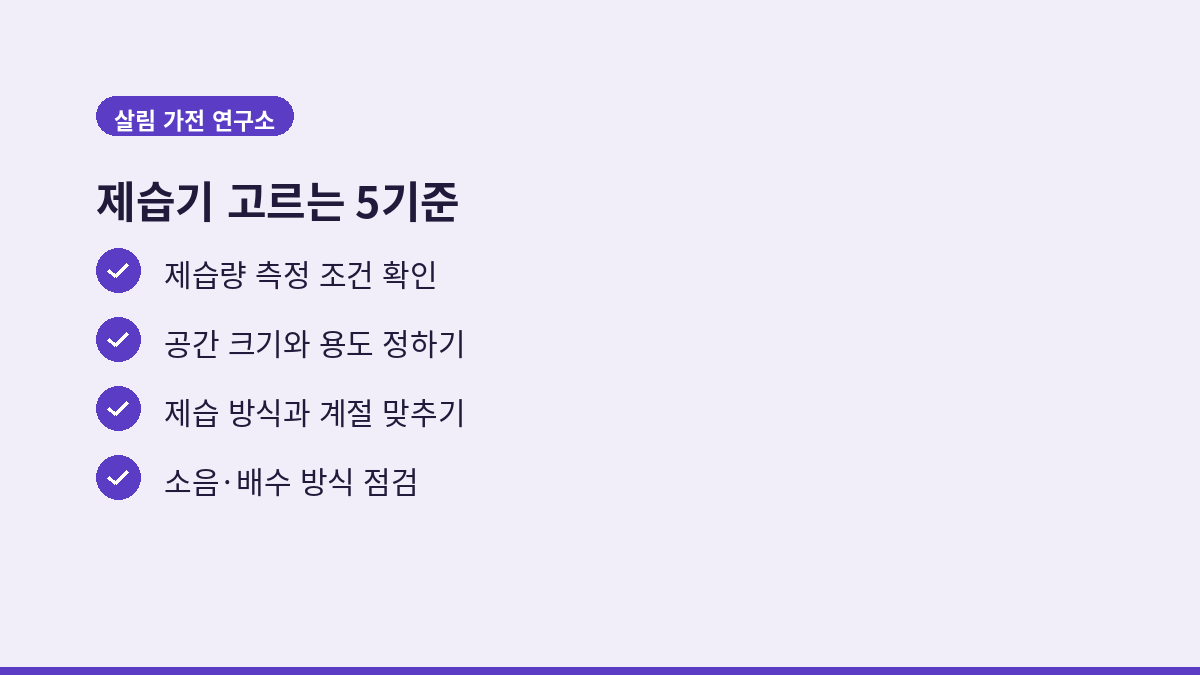 살림 가전 연구소
제습기 고르는 5기준
제습량 측정 조건 확인
공간 크기와 용도 정하기
제습 방식과 계절 맞추기
소음·배수 방식 점검